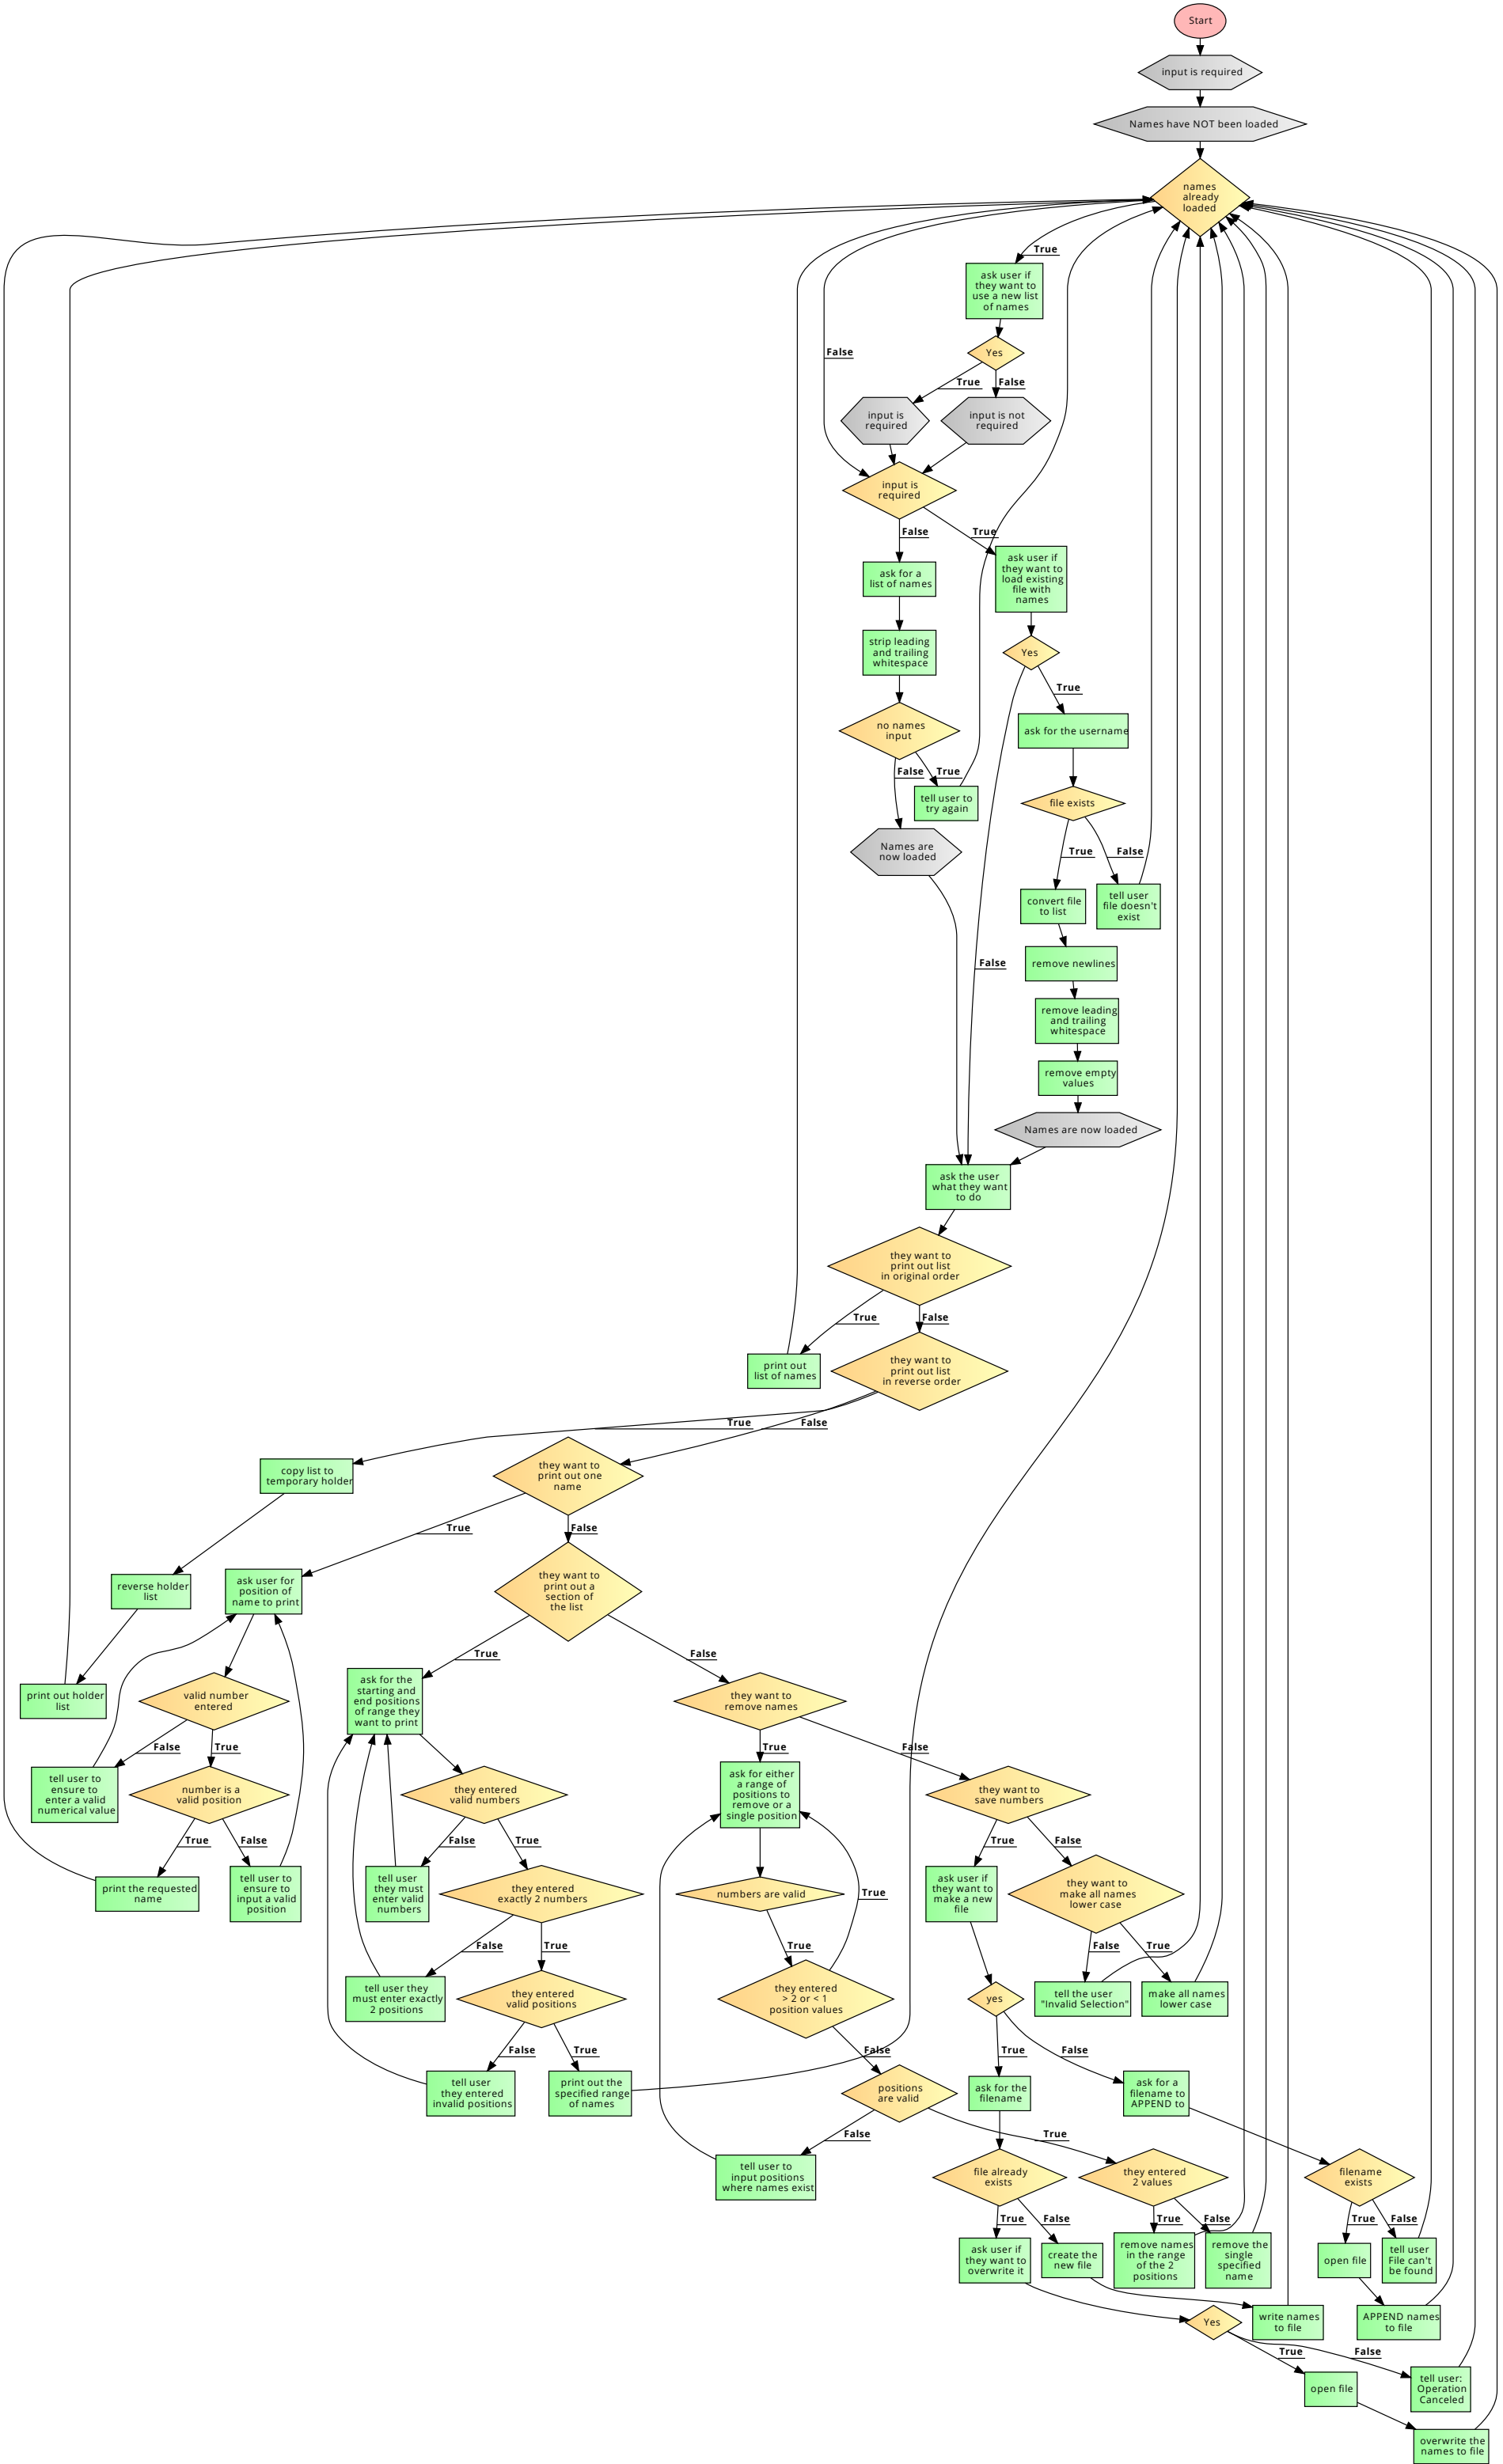 Start
input is required
Names have NOT been loaded
names
already
loaded
True
ask user if
they want to
use a new list
of names
False
Yes
True
False
input is
required
input is not
required
input is
required
False
True
ask for a
list of names
ask user if
they want to
load existing
file with
names
strip leading
and trailing
whitespace
Yes
True
no names
input
ask for the username
False
True
tell user to
try again
file exists
Names are
now loaded
True
False
convert file
to list
tell user
file doesn't
exist
False
remove newlines
remove leading
and trailing
whitespace
remove empty
values
Names are now loaded
ask the user
what they want
to do
they want to
print out list
in original order
True
False
print out
list of names
they want to
print out list
in reverse order
True
False
copy list to
temporary holder
they want to
print out one
name
True
False
reverse holder
list
ask user for
position of
name to print
they want to
print out a
section of
the list
True
False
print out holder
list
valid number
entered
ask for the
starting and
end positions
of range they
want to print
they want to
remove names
False
True
True
False
tell user to
ensure to
enter a valid
numerical value
number is a
valid position
they entered
valid numbers
ask for either
a range of
positions to
remove or a
single position
they want to
save numbers
True
False
False
True
True
False
print the requested
name
tell user to
ensure to
input a valid
position
tell user
they must
enter valid
numbers
they entered
exactly 2 numbers
numbers are valid
True
ask user if
they want to
make a new
file
they want to
make all names
lower case
False
True
True
False
True
tell user they
must enter exactly
2 positions
they entered
valid positions
they entered
> 2 or < 1
position values
yes
tell the user
"Invalid Selection"
make all names
lower case
False
True
False
True
False
tell user
they entered
invalid positions
print out the
specified range
of names
positions
are valid
ask for the
filename
ask for a
filename to
APPEND to
False
True
tell user to
input positions
where names exist
file already
exists
they entered
2 values
filename
exists
True
False
True
False
True
False
ask user if
they want to
overwrite it
create the
new file
remove names
in the range
of the 2
positions
remove the
single
specified
name
open file
tell user
File can't
be found
Yes
write names
to file
APPEND names
to file
True
False
open file
tell user:
Operation
Canceled
overwrite the
names to file